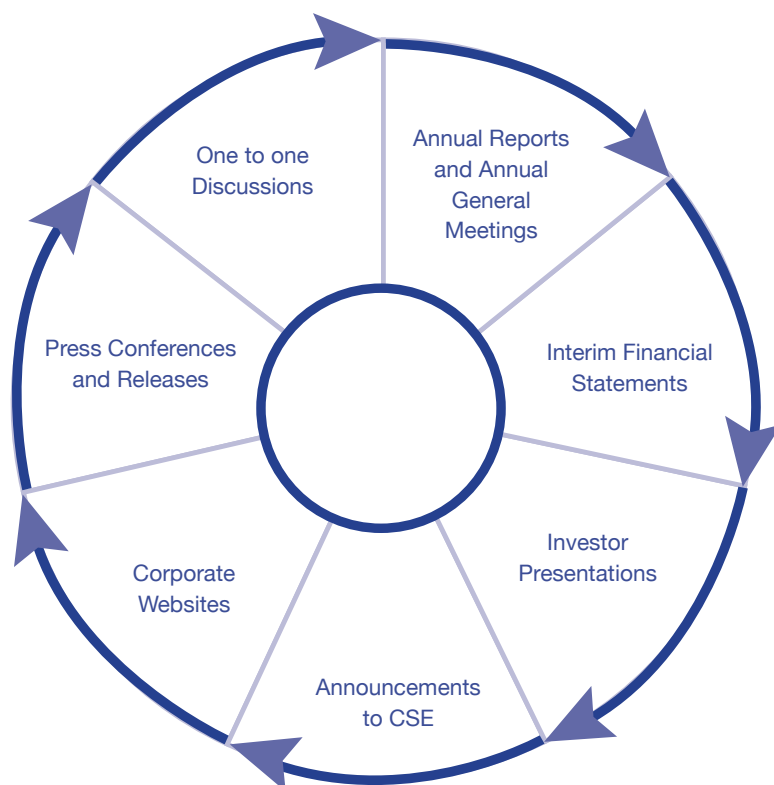 One to one
Discussions
Annual Reports
and Annual
General
Meetings
Interim Financial
Statements
Investor
Presentations
Announcements
to CSE
Corporate
Websites
Press Conferences
and Releases